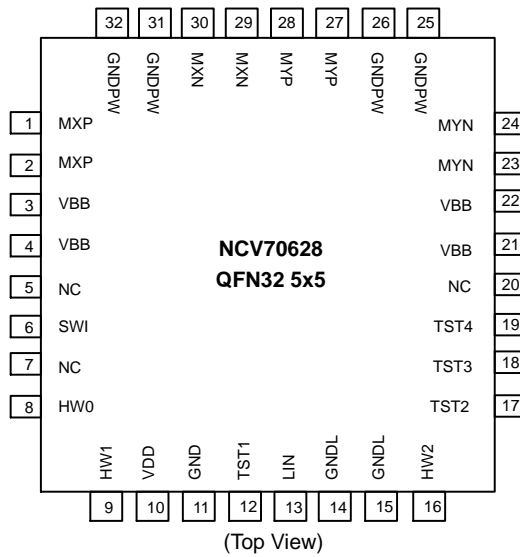 32 31 30 29 28 27 26 25
GNDPW GNDPW MXN MXN MYP MYP GNDPW GNDPW
1 MXP MYN 24
2 MXP MYN 23
3 VBB VBB 22
4 VBB VBB 21
NCV70628
QFN32 5x5
5 NC NC 20
6 SWI TST4 19
7 NC TST3 18
8 HW0 TST2 17
HW1 VDD GND TST1 LIN GNDL GNDL HW2
9 10 11 12 13 14 15 16
(Top View)